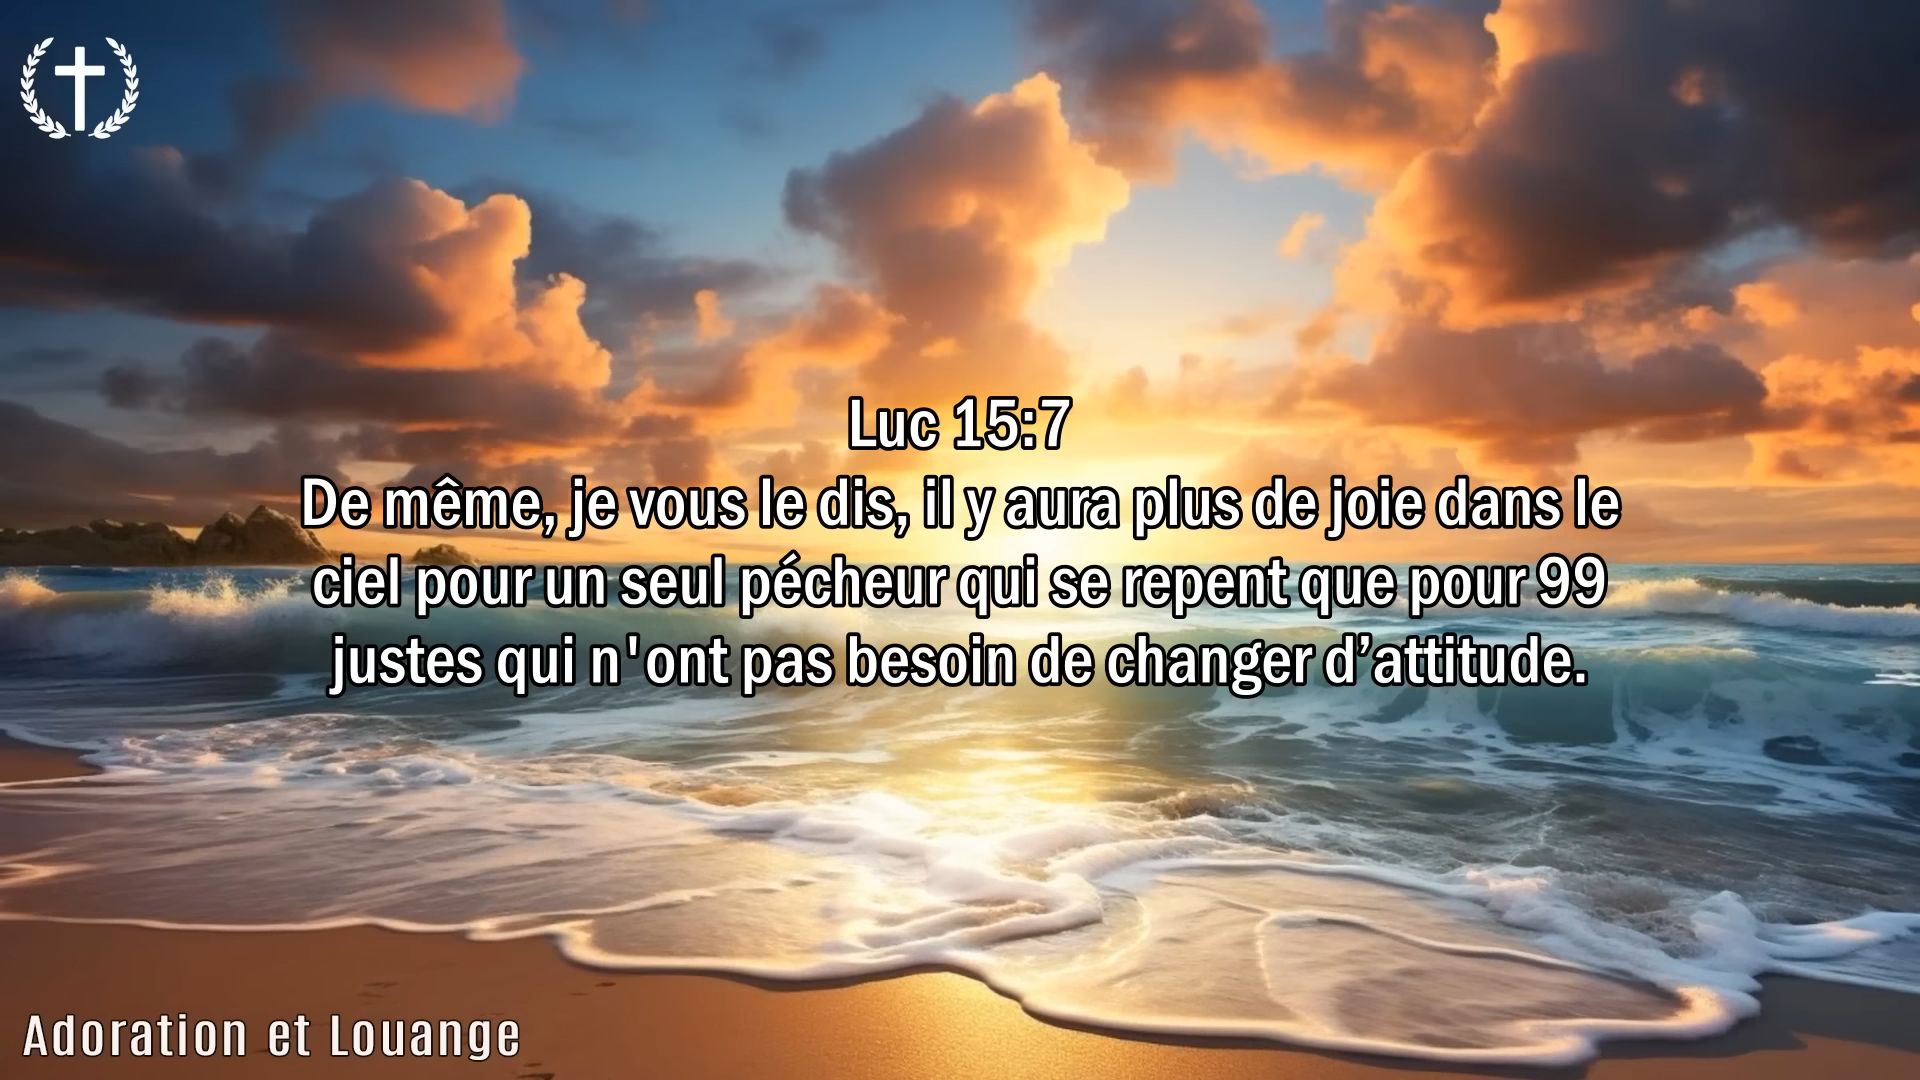 Luc 15:7
De même, je vous le dis, il y aura plus de joie dans le
ciel pour un seul pécheur qui se repent que pour 99
justes qui n'ont pas besoin de changer d’attitude.
Adoration et Louange